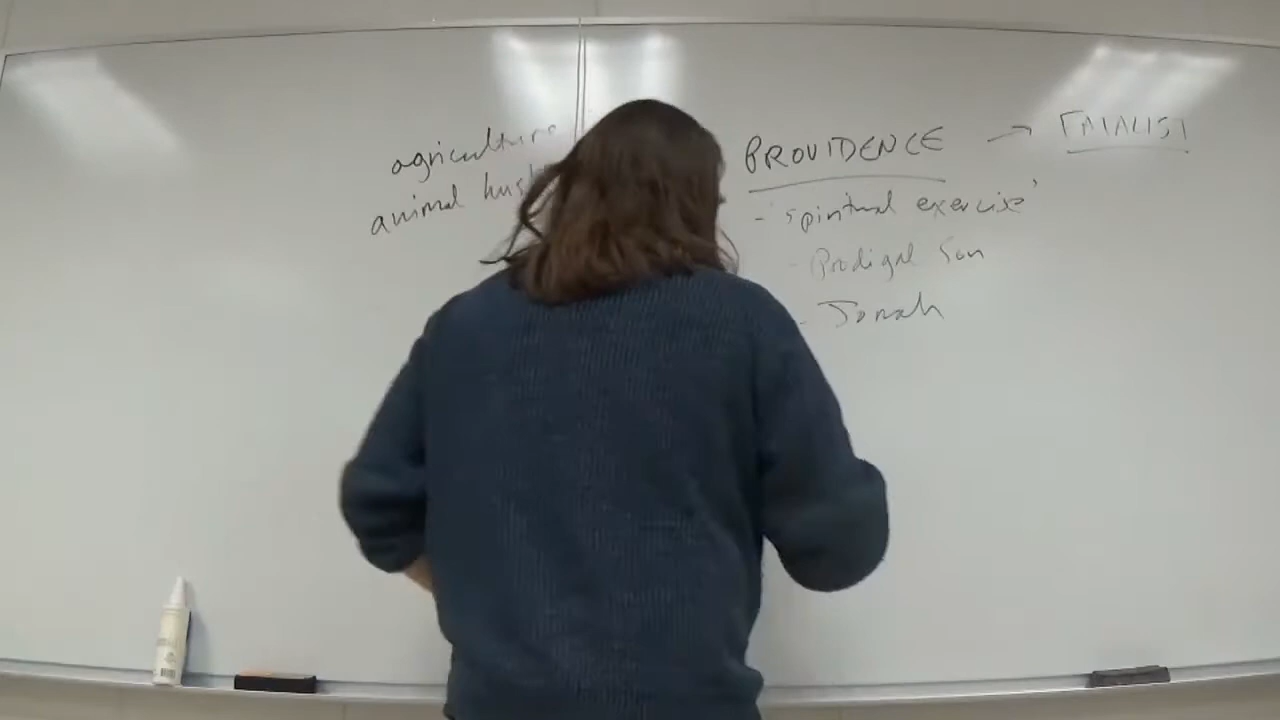 agriculture
animal hus
PROVIDENCE → FATALIST
- 'spiritual exercise'
- Prodigal Son
- Jonah